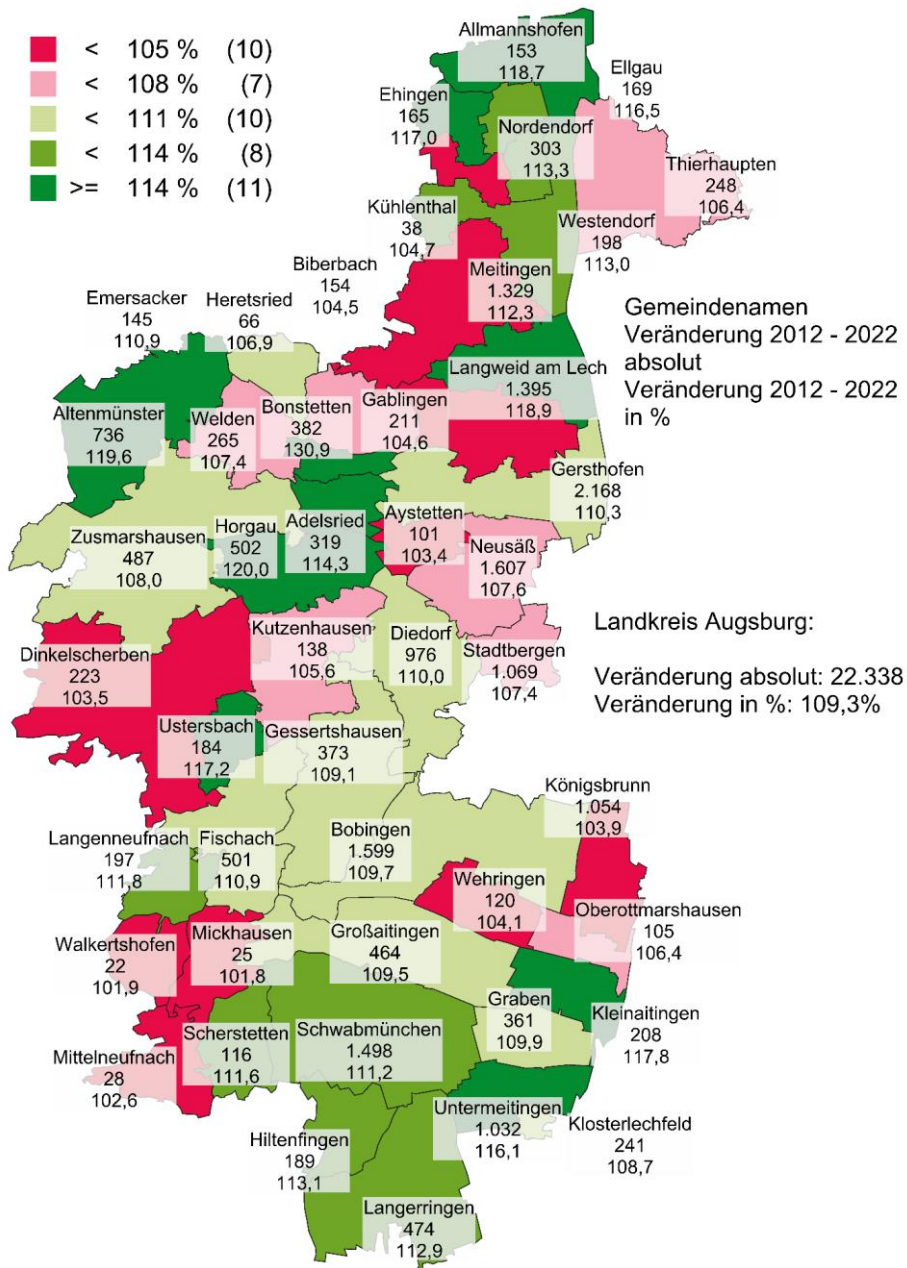 < 105 % (10)
< 108 % (7)
< 111 % (10)
< 114 % (8)
>= 114 % (11)
Allmannshofen
153
118,7
Ellgau
169
116,5
Ehingen
165
117,0
Nordendorf
303
113,3
Thierhaupten
248
106,4
Kühlenthal
38
104,7
Westendorf
198
113,0
Biberbach
154
104,5
Meitingen
1.329
112,3
Emersacker
145
110,9
Heretsried
66
106,9
Gemeindenamen
Veränderung 2012 - 2022
absolut
Veränderung 2012 - 2022
in %
Langweid am Lech
1.395
118,9
Altenmünster
736
119,6
Welden
265
107,4
Bonstetten
382
130,9
Gablingen
211
104,6
Gersthofen
2.168
110,3
Zusmarshausen
487
108,0
Horgau
502
120,0
Adelsried
319
114,3
Aystetten
101
103,4
Neusäß
1.607
107,6
Dinkelscherben
223
103,5
Kutzenhausen
138
105,6
Diedorf
976
110,0
Stadtbergen
1.069
107,4
Landkreis Augsburg:
Veränderung absolut: 22.338
Veränderung in %: 109,3%
Ustersbach
184
117,2
Gessertshausen
373
109,1
Königsbrunn
1.054
103,9
Langenneufnach
197
111,8
Fischach
501
110,9
Bobingen
1.599
109,7
Wehringen
120
104,1
Oberottmarshausen
105
106,4
Walkertshofen
22
101,9
Mickhausen
25
101,8
Großaitingen
464
109,5
Graben
361
109,9
Kleinaitingen
208
117,8
Mittelneufnach
28
102,6
Scherstetten
116
111,6
Schwabmünchen
1.498
111,2
Untermeitingen
1.032
116,1
Klosterlechfeld
241
108,7
Hiltenfingen
189
113,1
Langerringen
474
112,9